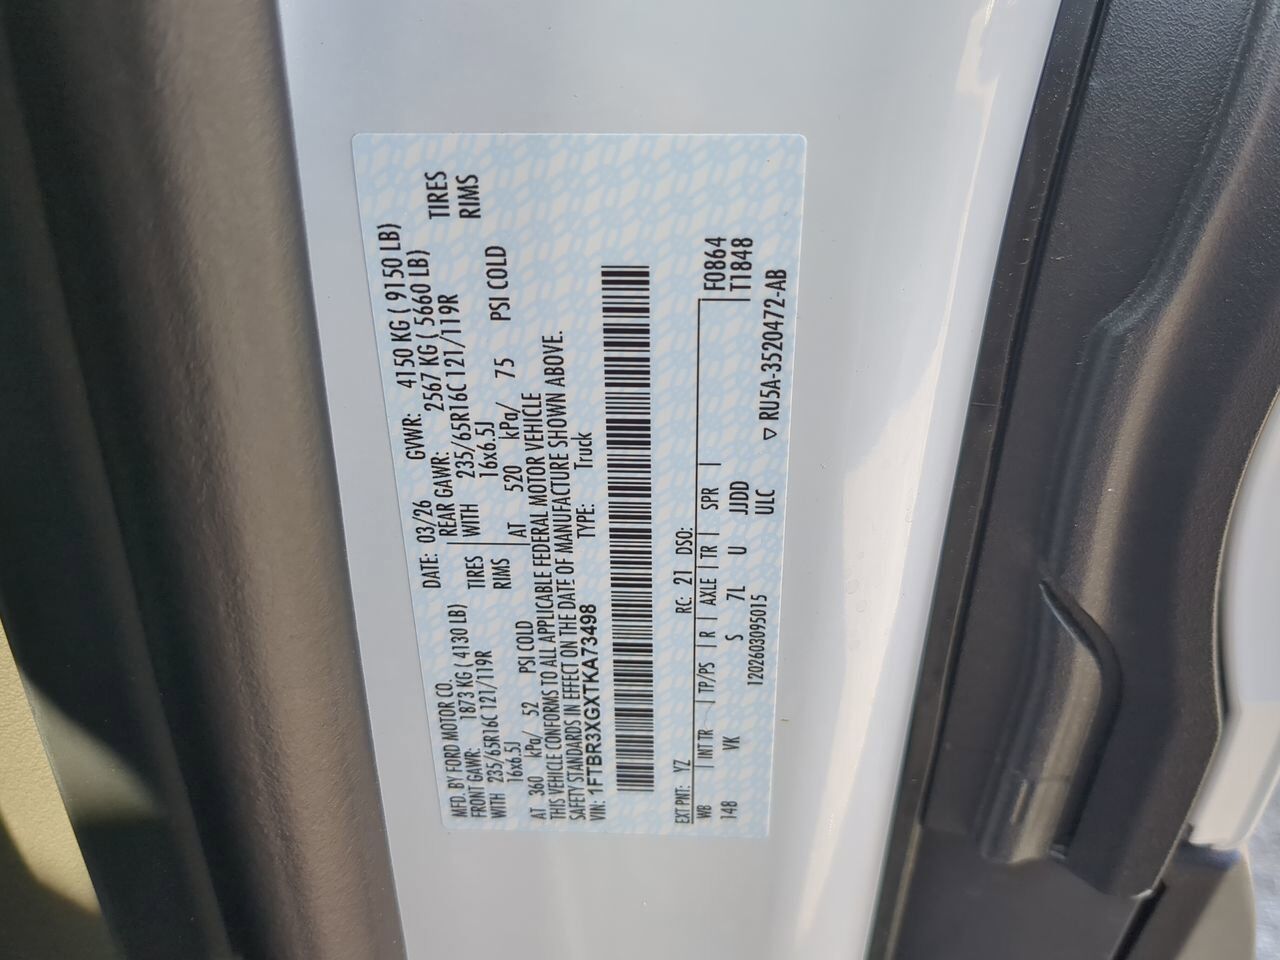 MFD. BY FORD MOTOR CO. DATE: 03/26 GVWR: 4150 KG ( 9150 LB)
FRONT GAWR: 1873 KG ( 4130 LB) REAR GAWR: 2567 KG ( 5660 LB)
WITH 235/65R16C 121/119R TIRES WITH 235/65R16C 121/119R TIRES
16x6.5J RIMS 16x6.5J RIMS
AT 360 kPa/ 52 PSI COLD AT 520 kPa/ 75 PSI COLD
THIS VEHICLE CONFORMS TO ALL APPLICABLE FEDERAL MOTOR VEHICLE
SAFETY STANDARDS IN EFFECT ON THE DATE OF MANUFACTURE SHOWN ABOVE.
VIN: 1FTBR3XGXTKA73498 TYPE: Truck
EXT PNT: YZ RC: 21 DSO: F0864
WB | INT TR | TP/PS | R | AXLE | TR | SPR | T1848
148 VK S 7L U JJDD
120260309501​5 ULC ▽ RU5A-3520472-AB